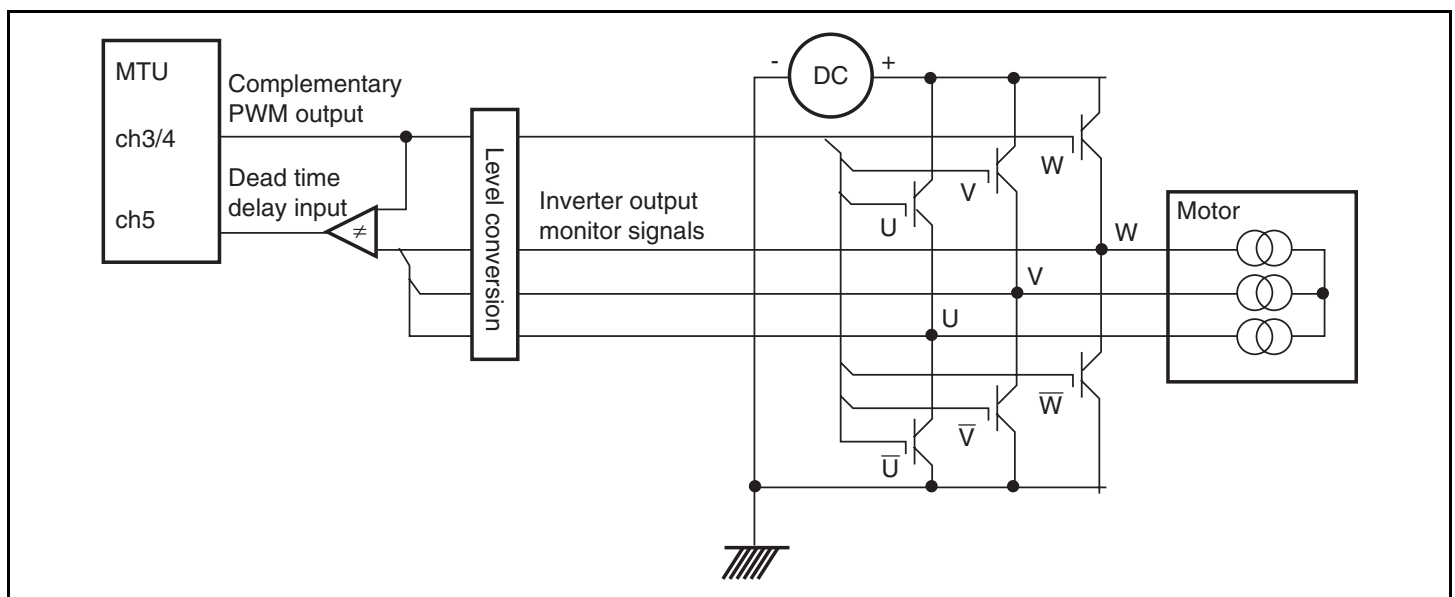 MTU
ch3/4
ch5
Complementary
PWM output
Dead time
delay input
≠
Level conversion
Inverter output
monitor signals
- DC +
W
V
U
W
V
U
W̅
V̅
U̅
Motor